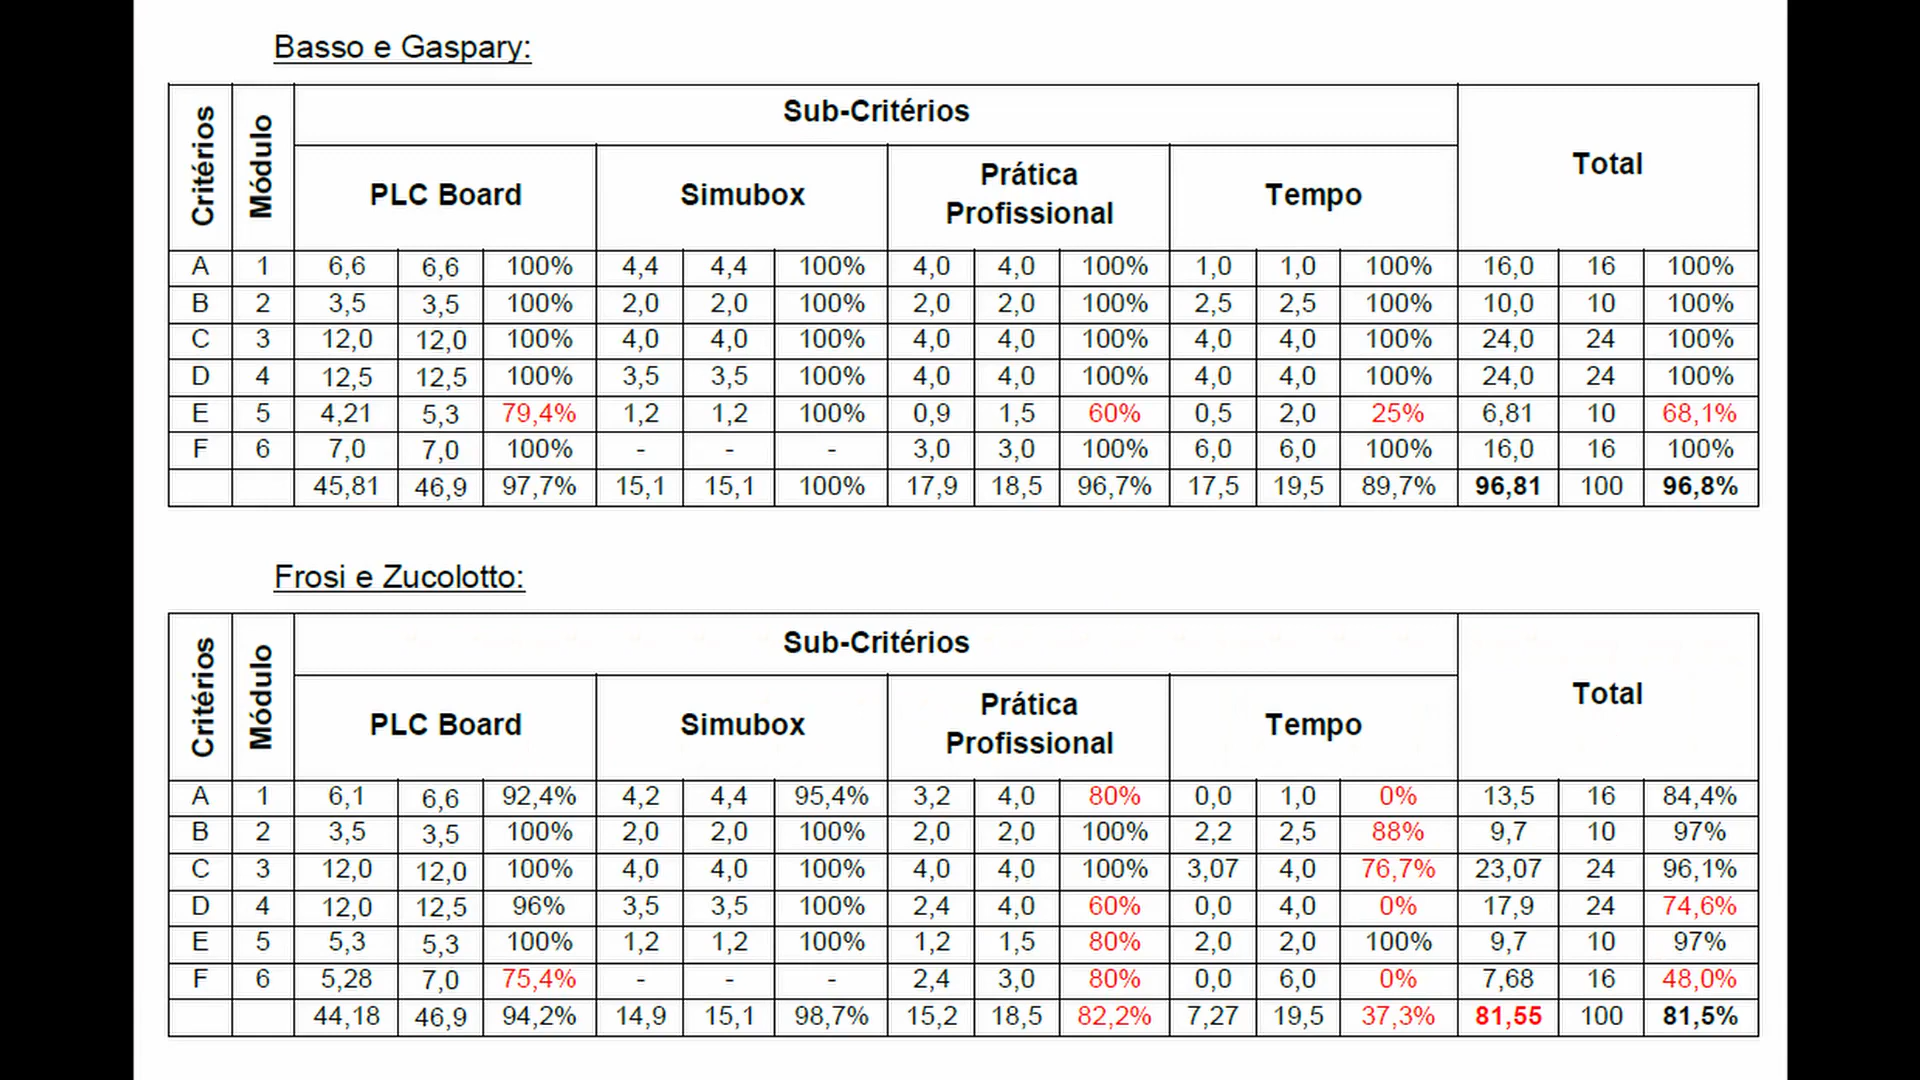 Basso e Gaspary:
Critérios Módulo Sub-Critérios Total
PLC Board Simubox Prática Profissional Tempo
A 1 6,6 6,6 100% 4,4 4,4 100% 4,0 4,0 100% 1,0 1,0 100% 16,0 16 100%
B 2 3,5 3,5 100% 2,0 2,0 100% 2,0 2,0 100% 2,5 2,5 100% 10,0 10 100%
C 3 12,0 12,0 100% 4,0 4,0 100% 4,0 4,0 100% 4,0 4,0 100% 24,0 24 100%
D 4 12,5 12,5 100% 3,5 3,5 100% 4,0 4,0 100% 4,0 4,0 100% 24,0 24 100%
E 5 4,21 5,3 79,4% 1,2 1,2 100% 0,9 1,5 60% 0,5 2,0 25% 6,81 10 68,1%
F 6 7,0 7,0 100% - - - 3,0 3,0 100% 6,0 6,0 100% 16,0 16 100%
45,81 46,9 97,7% 15,1 15,1 100% 17,9 18,5 96,7% 17,5 19,5 89,7% 96,81 100 96,8%
Frosi e Zucolotto:
Critérios Módulo Sub-Critérios Total
PLC Board Simubox Prática Profissional Tempo
A 1 6,1 6,6 92,4% 4,2 4,4 95,4% 3,2 4,0 80% 0,0 1,0 0% 13,5 16 84,4%
B 2 3,5 3,5 100% 2,0 2,0 100% 2,0 2,0 100% 2,2 2,5 88% 9,7 10 97%
C 3 12,0 12,0 100% 4,0 4,0 100% 4,0 4,0 100% 3,07 4,0 76,7% 23,07 24 96,1%
D 4 12,0 12,5 96% 3,5 3,5 100% 2,4 4,0 60% 0,0 4,0 0% 17,9 24 74,6%
E 5 5,3 5,3 100% 1,2 1,2 100% 1,2 1,5 80% 2,0 2,0 100% 9,7 10 97%
F 6 5,28 7,0 75,4% - - - 2,4 3,0 80% 0,0 6,0 0% 7,68 16 48,0%
44,18 46,9 94,2% 14,9 15,1 98,7% 15,2 18,5 82,2% 7,27 19,5 37,3% 81,55 100 81,5%